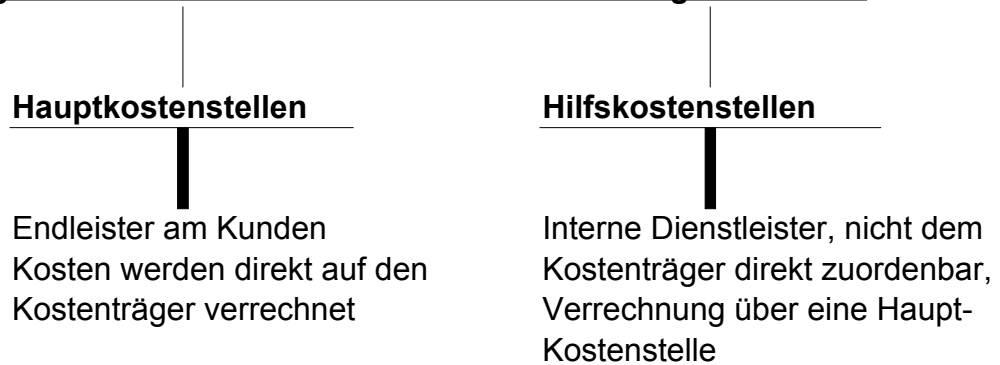 Hauptkostenstellen
Hilfskostenstellen
Endleister am Kunden
Kosten werden direkt auf den
Kostenträger verrechnet
Interne Dienstleister, nicht dem
Kostenträger direkt zuordenbar,
Verrechnung über eine Haupt-
Kostenstelle